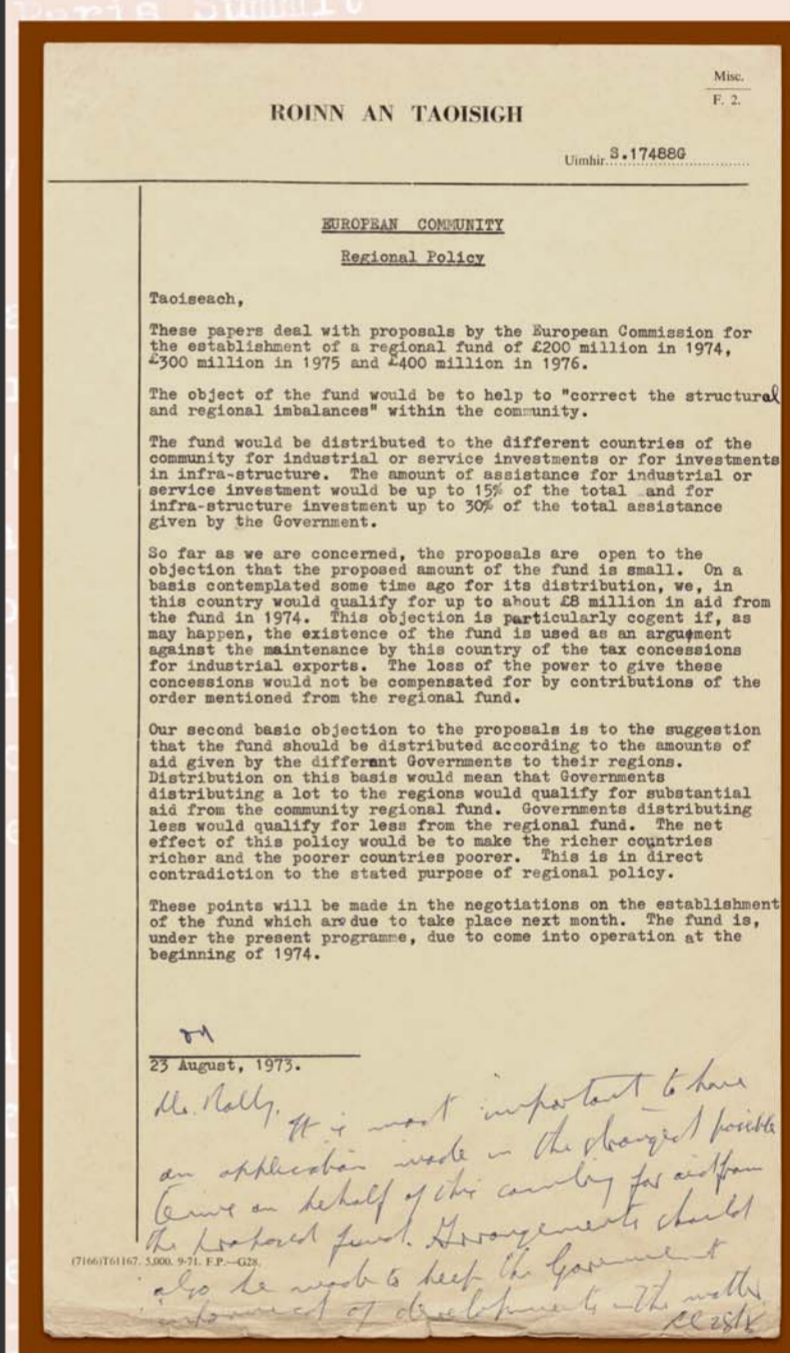 Paris Summit
Misc.
F. 2.
ROINN AN TAOISIGH
Uimhir S.17488G
EUROPEAN COMMUNITY
Regional Policy
Taoiseach,
These papers deal with proposals by the European Commission for
the establishment of a regional fund of £200 million in 1974,
£300 million in 1975 and £400 million in 1976.
The object of the fund would be to help to "correct the structural
and regional imbalances" within the community.
The fund would be distributed to the different countries of the
community for industrial or service investments or for investments
in infra-structure. The amount of assistance for industrial or
service investment would be up to 15% of the total and for
infra-structure investment up to 30% of the total assistance
given by the Government.
So far as we are concerned, the proposals are open to the
objection that the proposed amount of the fund is small. On a
basis contemplated some time ago for its distribution, we, in
this country would qualify for up to about £8 million in aid from
the fund in 1974. This objection is particularly cogent if, as
may happen, the existence of the fund is used as an argument
against the maintenance by this country of the tax concessions
for industrial exports. The loss of the power to give these
concessions would not be compensated for by contributions of the
order mentioned from the regional fund.
Our second basic objection to the proposals is to the suggestion
that the fund should be distributed according to the amounts of
aid given by the different Governments to their regions.
Distribution on this basis would mean that Governments
distributing a lot to the regions would qualify for substantial
aid from the community regional fund. Governments distributing
less would qualify for less from the regional fund. The net
effect of this policy would be to make the richer countries
richer and the poorer countries poorer. This is in direct
contradiction to the stated purpose of regional policy.
These points will be made in the negotiations on the establishment
of the fund which are due to take place next month. The fund is,
under the present programme, due to come into operation at the
beginning of 1974.
23 August, 1973.
Mr. Nally.
It is most important to have
an application made in the strongest possible
terms on behalf of this country for aid from
the proposed fund. Arrangements should
(7166)T61167. 5,000. 9-71. F.P.—G28.
also be made to keep the Government
informed of developments in the matter
28/8